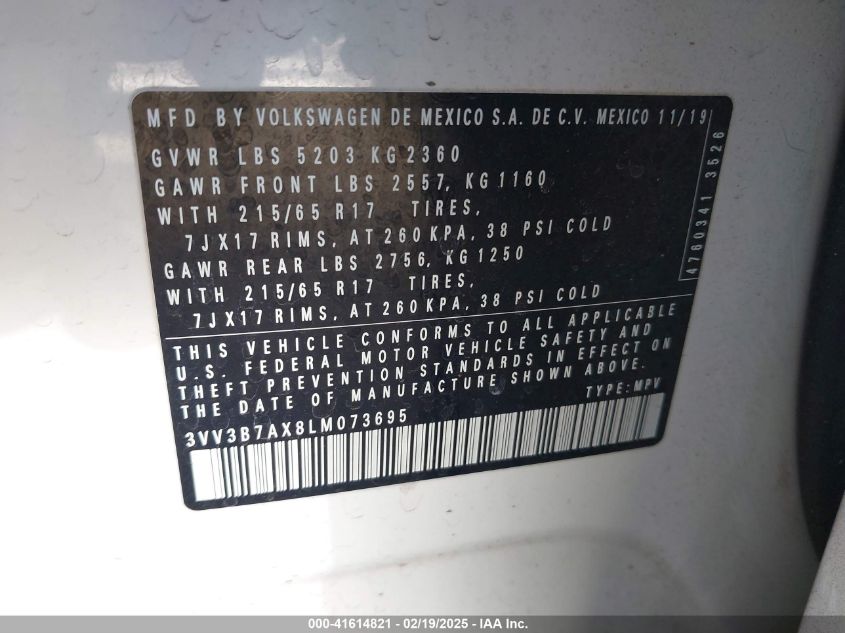 MFD BY VOLKSWAGEN DE MEXICO S.A. DE C.V. MEXICO 11/19
GVWR LBS 5203 KG 2360
GAWR FRONT LBS 2557, KG 1160
WITH 215/65 R17 TIRES,
7JX17 RIMS, AT 260 KPA, 38 PSI COLD
GAWR REAR LBS 2756, KG 1250
WITH 215/65 R17 TIRES,
7JX17 RIMS, AT 260 KPA, 38 PSI COLD
4760341 3526
THIS VEHICLE CONFORMS TO ALL APPLICABLE
U.S. FEDERAL MOTOR VEHICLE SAFETY AND
THEFT PREVENTION STANDARDS IN EFFECT ON
THE DATE OF MANUFACTURE SHOWN ABOVE.
TYPE: MPV
3VV3B7AX8LM073695
000-41614821 - 02/19/2025 - IAA Inc.